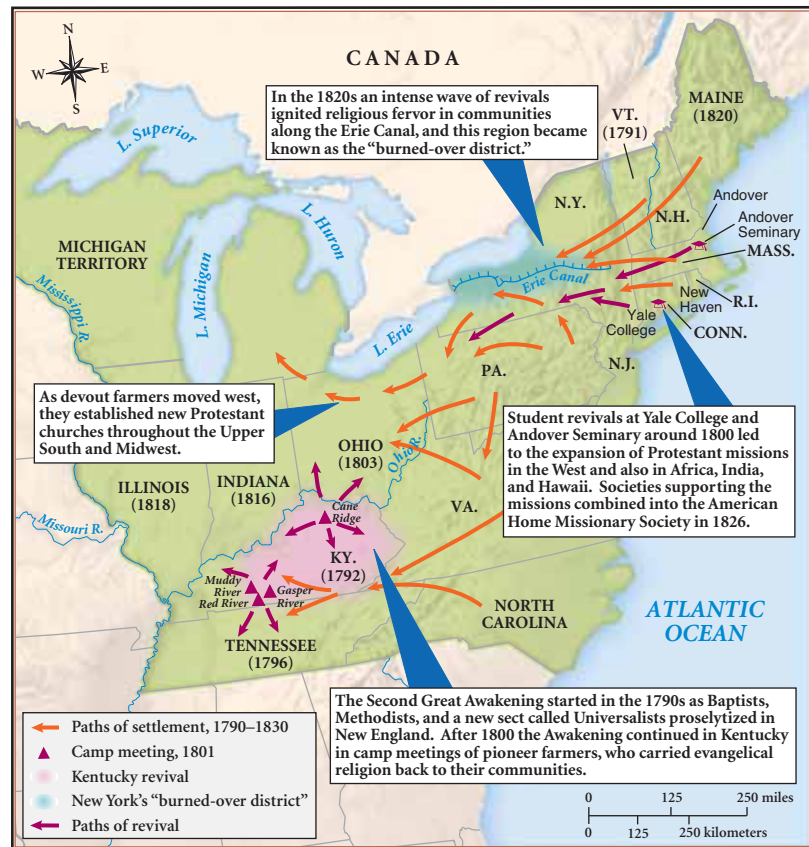 N
W
E
S
CANADA
In the 1820s an intense wave of revivals
ignited religious fervor in communities
along the Erie Canal, and this region became
known as the “burned-over district.”
MAINE
(1820)
VT.
(1791)
L. Superior
L. Huron
L. Michigan
N.Y.
N.H.
Andover
Andover
Seminary
MASS.
MICHIGAN
TERRITORY
Mississippi R.
Erie Canal
L. Erie
New
Haven
R.I.
Yale
College
CONN.
N.J.
PA.
As devout farmers moved west,
they established new Protestant
churches throughout the Upper
South and Midwest.
Student revivals at Yale College and
Andover Seminary around 1800 led
to the expansion of Protestant missions
in the West and also in Africa, India,
and Hawaii. Societies supporting the
missions combined into the American
Home Missionary Society in 1826.
OHIO
(1803)
Ohio R.
INDIANA
(1816)
ILLINOIS
(1818)
Missouri R.
VA.
Cane
Ridge
KY.
(1792)
Muddy
River
Red River
Gasper
River
TENNESSEE
(1796)
NORTH
CAROLINA
ATLANTIC
OCEAN
The Second Great Awakening started in the 1790s as Baptists,
Methodists, and a new sect called Universalists proselytized in
New England. After 1800 the Awakening continued in Kentucky
in camp meetings of pioneer farmers, who carried evangelical
religion back to their communities.
Paths of settlement, 1790–1830
Camp meeting, 1801
Kentucky revival
New York’s “burned-over district”
Paths of revival
0 125 250 miles
0 125 250 kilometers